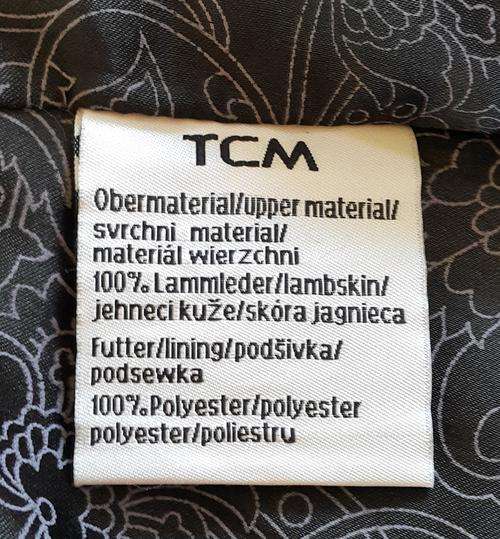 TCM
Obermaterial/upper material/
svrchni material/
materiál wierzchni
100% Lammleder/lambskin/
jehneci kuže/skóra jagnieca
Futter/lining/podšivka/
podsewka
100%Polyester/polyester
polyester/poliestru